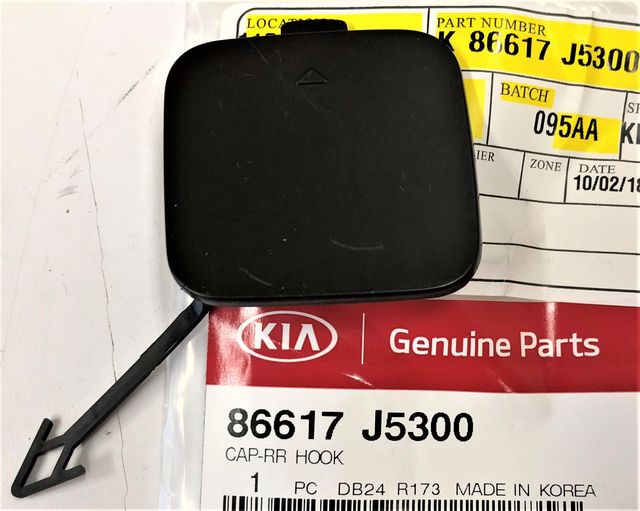 LOCATION
PART NUMBER
K 86617 J5300
BATCH
095AA
ZONE
DATE
10/02/18
KIA
Genuine Parts
86617 J5300
CAP-RR HOOK
1 PC DB24 R173 MADE IN KOREA